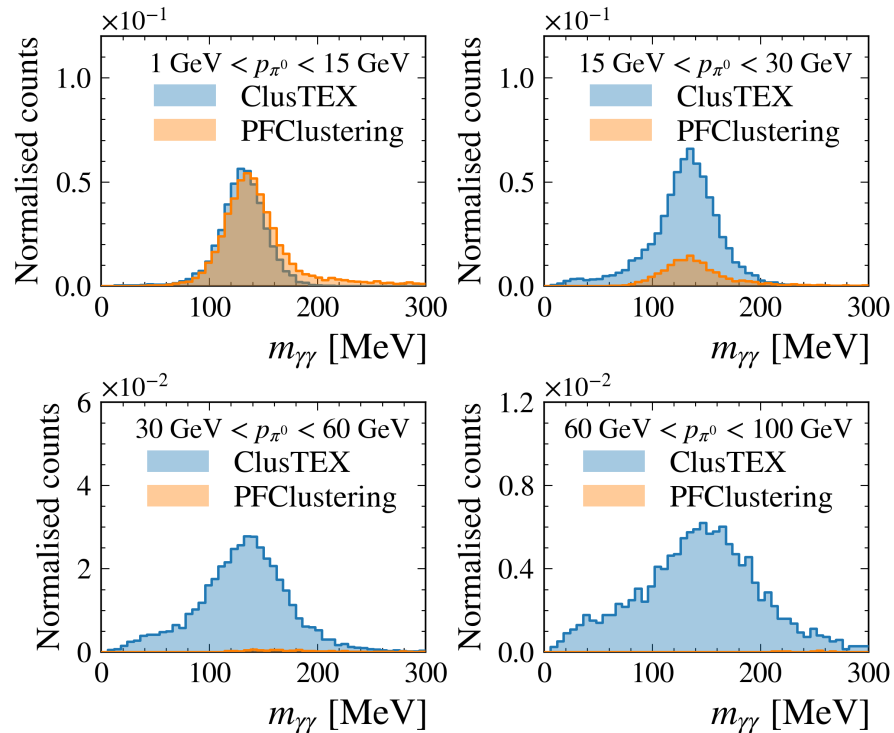 ×10⁻¹
Normalised counts
1.0
0.5
0.0
1 GeV < p_π⁰ < 15 GeV
ClusTEX
PFClustering
0
100
200
300
m_γγ [MeV]
×10⁻¹
Normalised counts
1.0
0.5
0.0
15 GeV < p_π⁰ < 30 GeV
ClusTEX
PFClustering
0
100
200
300
m_γγ [MeV]
×10⁻²
Normalised counts
6
4
2
0
30 GeV < p_π⁰ < 60 GeV
ClusTEX
PFClustering
0
100
200
300
m_γγ [MeV]
×10⁻²
Normalised counts
1.2
0.8
0.4
0.0
60 GeV < p_π⁰ < 100 GeV
ClusTEX
PFClustering
0
100
200
300
m_γγ [MeV]